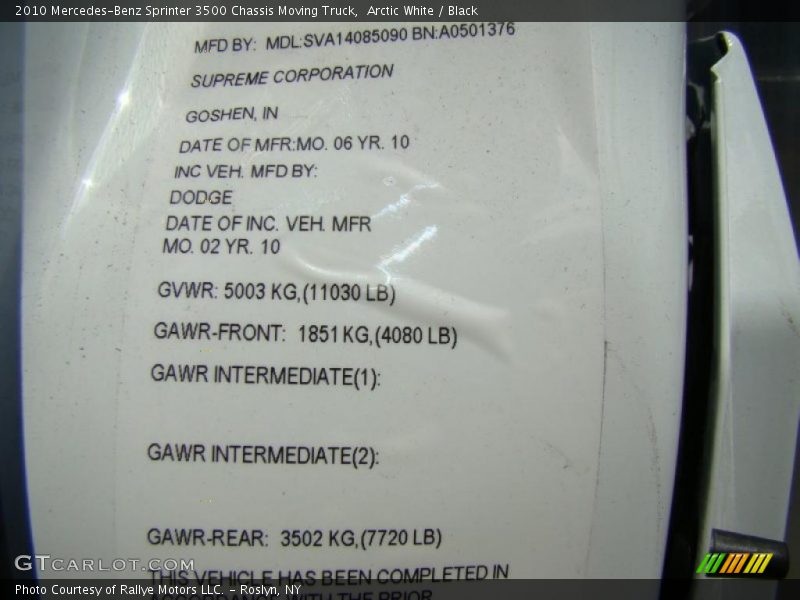 2010 Mercedes-Benz Sprinter 3500 Chassis Moving Truck, Arctic White / Black
MFD BY: MDL:SVA14085090 BN:A0501376
SUPREME CORPORATION
GOSHEN, IN
DATE OF MFR:MO. 06 YR. 10
INC VEH. MFD BY:
DODGE
DATE OF INC. VEH. MFR
MO. 02 YR. 10
GVWR: 5003 KG,(11030 LB)
GAWR-FRONT: 1851 KG,(4080 LB)
GAWR INTERMEDIATE(1):
GAWR INTERMEDIATE(2):
GAWR-REAR: 3502 KG,(7720 LB)
THIS VEHICLE HAS BEEN COMPLETED IN
ACCORDANCE WITH THE PRIOR
GTCARLOT.COM
Photo Courtesy of Rallye Motors LLC. - Roslyn, NY